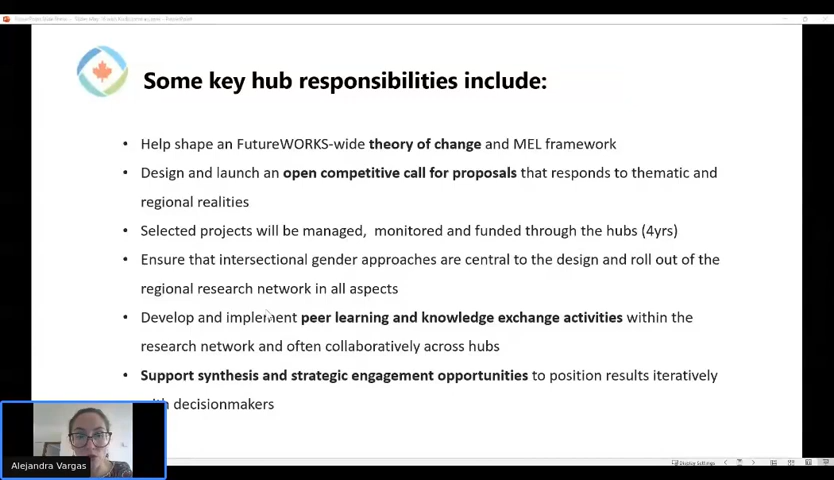 Some key hub responsibilities include:
• Help shape an FutureWORKS-wide theory of change and MEL framework
• Design and launch an open competitive call for proposals that responds to thematic and
regional realities
• Selected projects will be managed, monitored and funded through the hubs (4yrs)
• Ensure that intersectional gender approaches are central to the design and roll out of the
regional research network in all aspects
• Develop and implement peer learning and knowledge exchange activities within the
research network and often collaboratively across hubs
• Support synthesis and strategic engagement opportunities to position results iteratively
decisionmakers
Alejandra Vargas
Display Settings